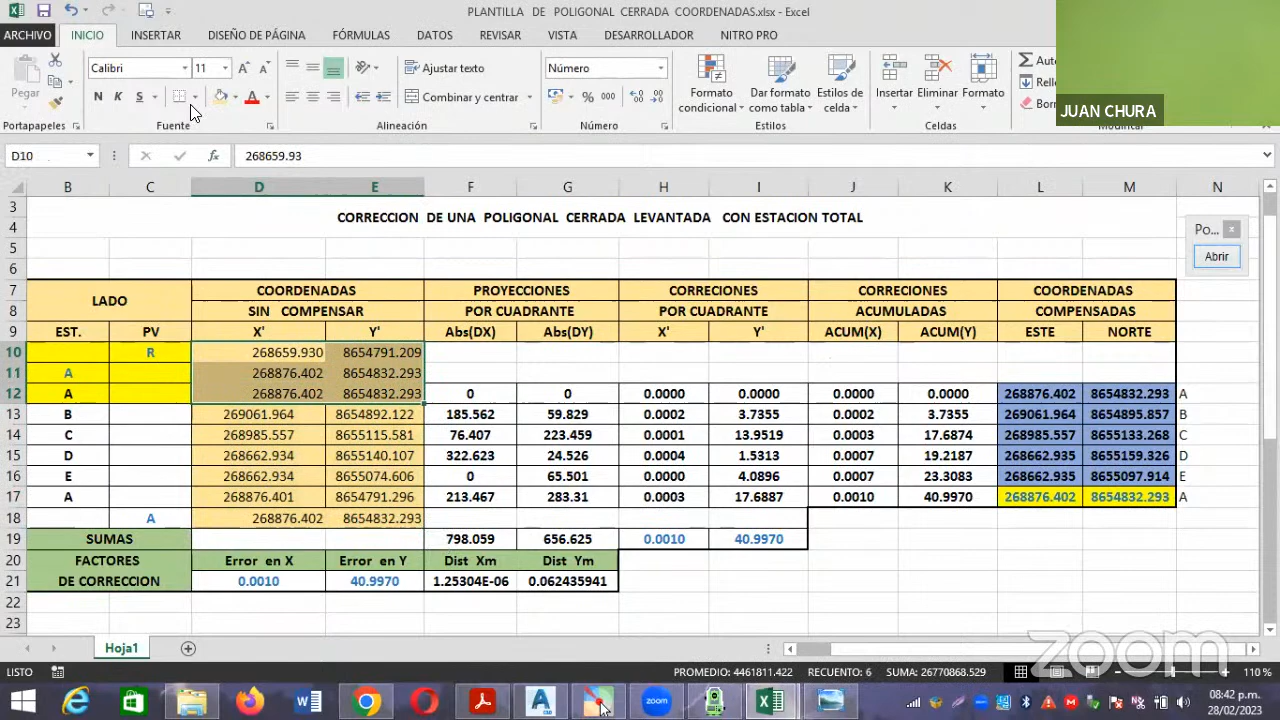 PLANTILLA DE POLIGONAL CERRADA COORDENADAS.xlsx - Excel
ARCHIVO INICIO INSERTAR DISEÑO DE PÁGINA FÓRMULAS DATOS REVISAR VISTA DESARROLLADOR NITRO PRO
JUAN CHURA
Pegar
Portapapeles
Calibri 11
N K S
Fuente
Ajustar texto
Combinar y centrar
Alineación
Número
% 000
Número
Formato condicional
Dar formato como tabla
Estilos de celda
Estilos
Insertar Eliminar Formato
Celdas
D10 268659.93
B C D E F G H I J K L M N
3
4 CORRECCION DE UNA POLIGONAL CERRADA LEVANTADA CON ESTACION TOTAL
5
6
Po... x
Abrir
7 LADO COORDENADAS PROYECCIONES CORRECIONES CORRECIONES COORDENADAS
8 SIN COMPENSAR POR CUADRANTE POR CUADRANTE ACUMULADAS COMPENSADAS
9 EST. PV X' Y' Abs(DX) Abs(DY) X' Y' ACUM(X) ACUM(Y) ESTE NORTE
10 R 268659.930 8654791.209
11 A 268876.402 8654832.293
12 A 268876.402 8654832.293 0 0 0.0000 0.0000 0.0000 0.0000 268876.402 8654832.293 A
13 B 269061.964 8654892.122 185.562 59.829 0.0002 3.7355 0.0002 3.7355 269061.964 8654895.857 B
14 C 268985.557 8655115.581 76.407 223.459 0.0001 13.9519 0.0003 17.6874 268985.557 8655133.268 C
15 D 268662.934 8655140.107 322.623 24.526 0.0004 1.5313 0.0007 19.2187 268662.935 8655159.326 D
16 E 268662.934 8655074.606 0 65.501 0.0000 4.0896 0.0007 23.3083 268662.935 8655097.914 E
17 A 268876.401 8654791.296 213.467 283.31 0.0003 17.6887 0.0010 40.9970 268876.402 8654832.293 A
18 A 268876.402 8654832.293
19 SUMAS 798.059 656.625 0.0010 40.9970
20 FACTORES Error en X Error en Y Dist Xm Dist Ym
21 DE CORRECCION 0.0010 40.9970 1.25304E-06 0.062435941
22
23
Hoja1
zoom
LISTO PROMEDIO: 4461811.422 RECUENTO: 6 SUMA: 26770868.529 110 %
zoom
08:42 p.m.
28/02/2023